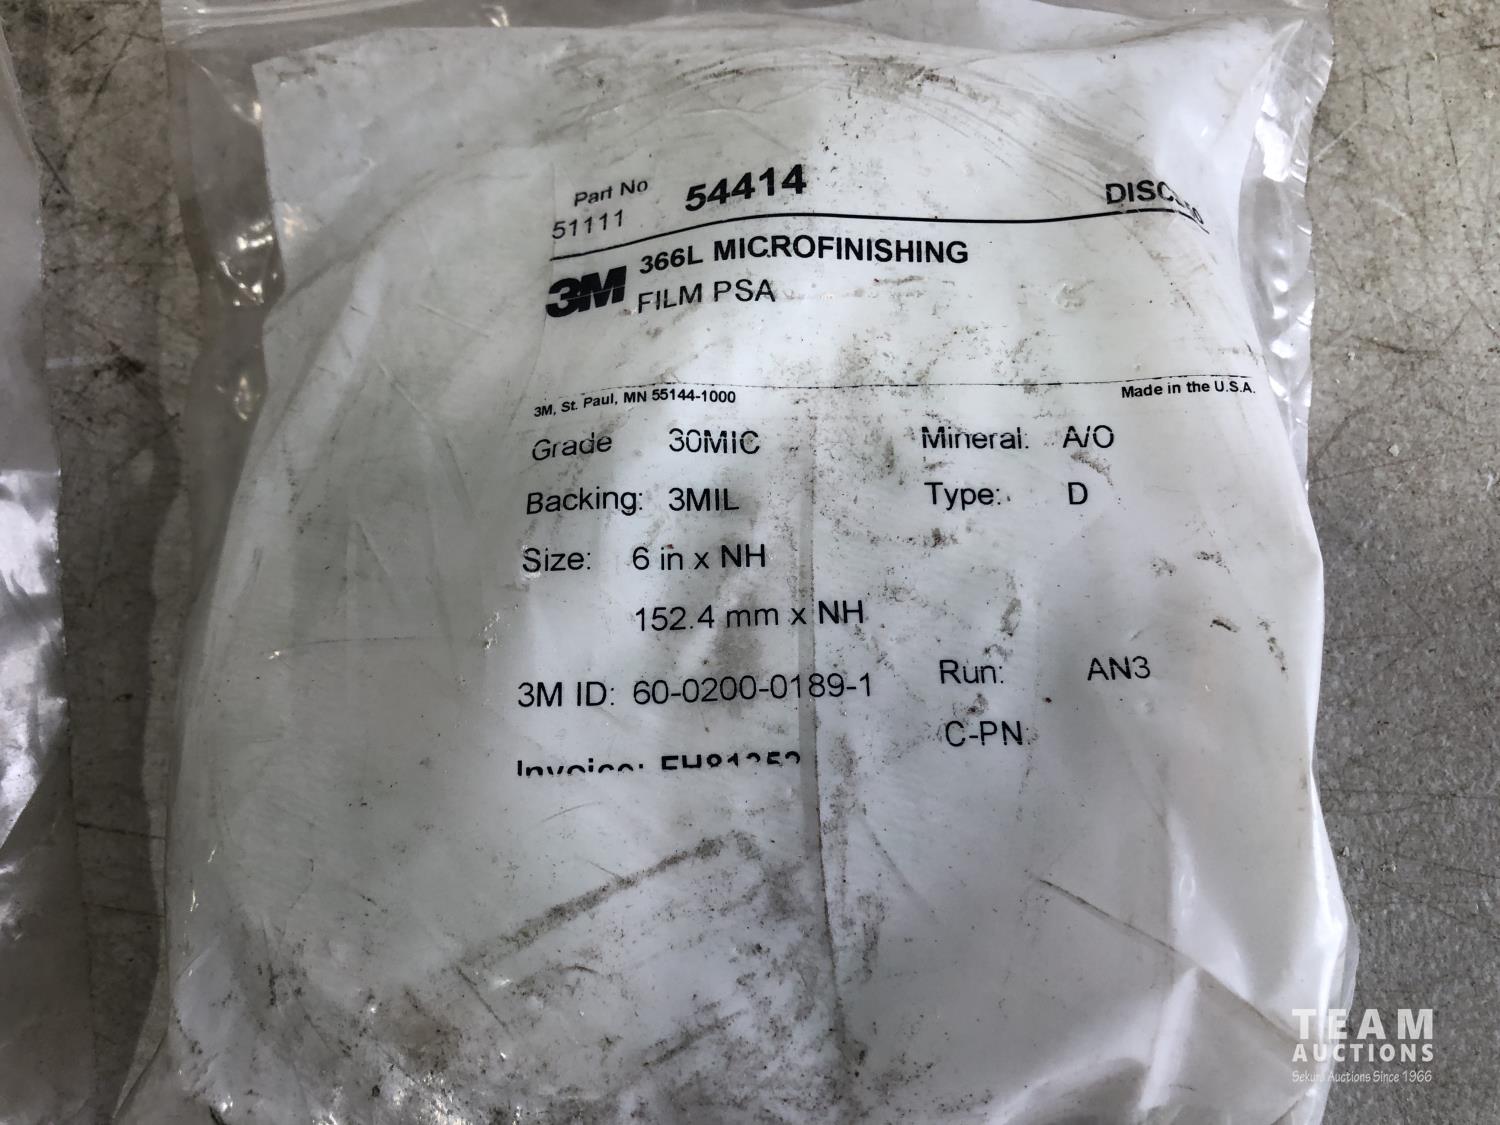 Part No 54414
51111
3M 366L MICROFINISHING
FILM PSA
3M, St. Paul, MN 55144-1000 Made in the U.S.A.
Grade 30MIC Mineral: A/O
Backing: 3MIL Type: D
Size: 6 in x NH
152.4 mm x NH
3M ID: 60-0200-0189-1 Run: AN3
C-PN:
Invoice:
TEAM
AUCTIONS
Auctions Since 1966